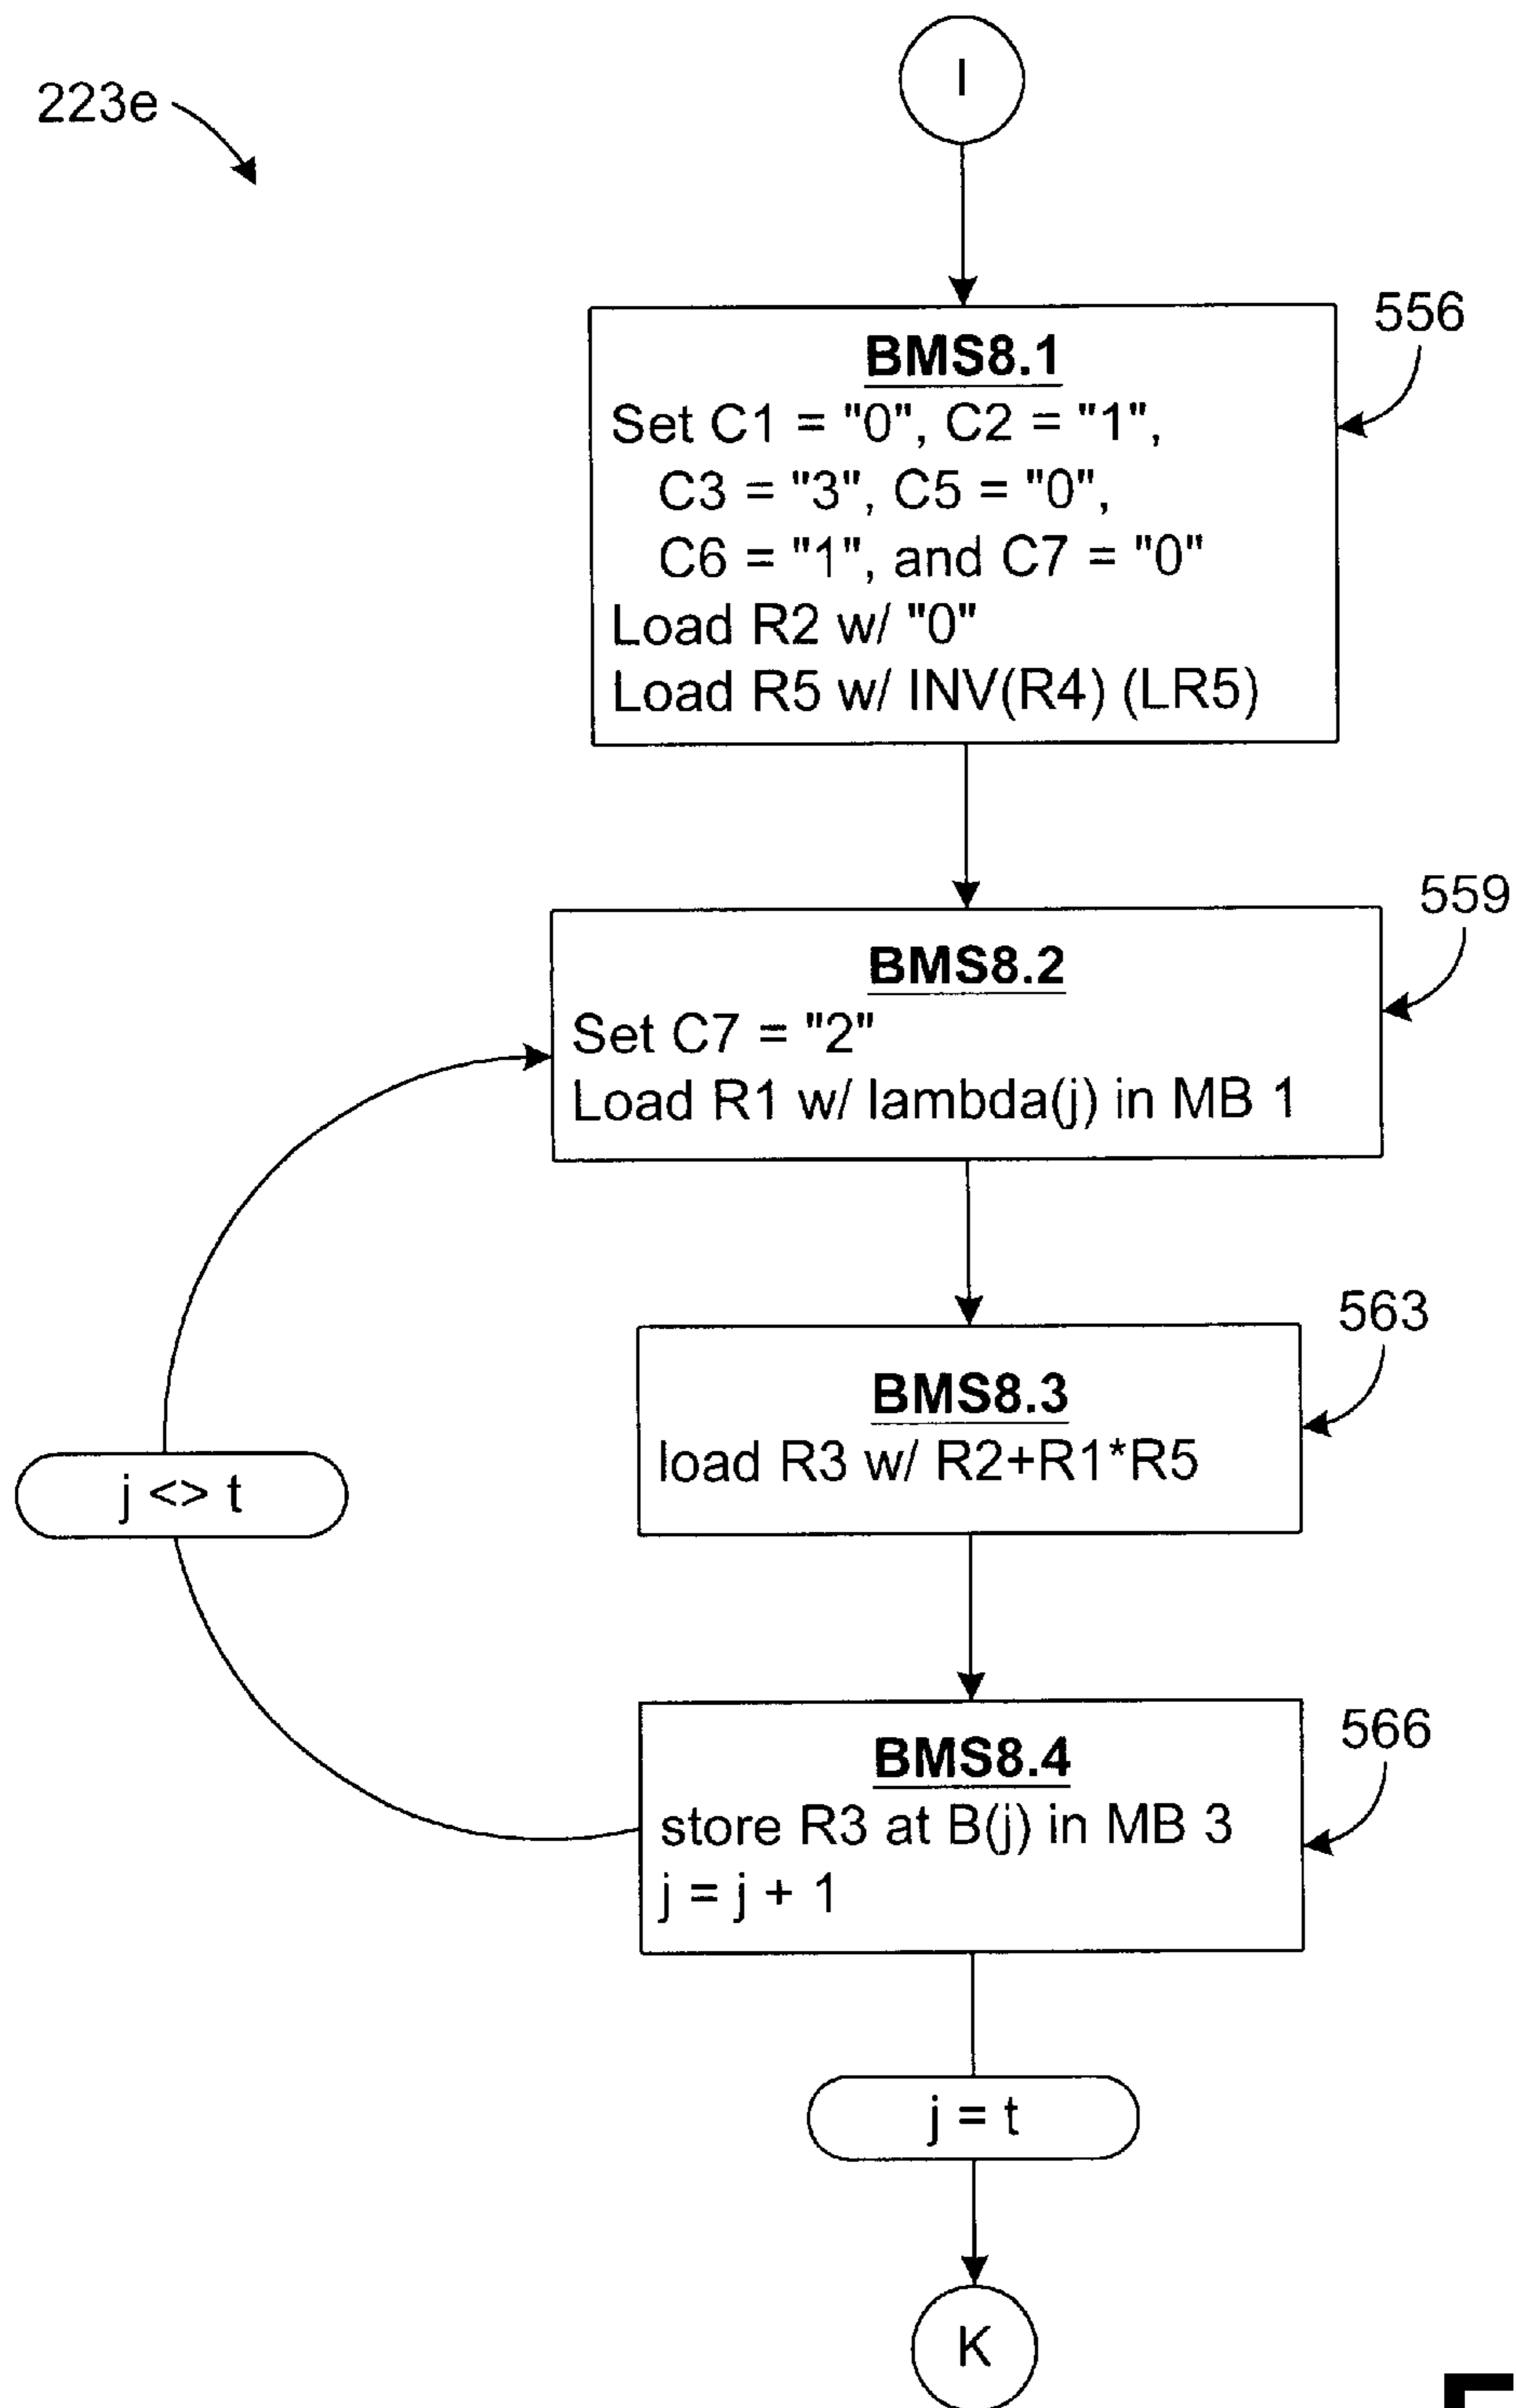 I
223e
556
BMS8.1
Set C1 = "0", C2 = "1",
C3 = "3", C5 = "0",
C6 = "1", and C7 = "0"
Load R2 w/ "0"
Load R5 w/ INV(R4) (LR5)
559
BMS8.2
Set C7 = "2"
Load R1 w/ lambda(j) in MB 1
563
BMS8.3
load R3 w/ R2+R1*R5
j <> t
566
BMS8.4
store R3 at B(j) in MB 3
j = j + 1
j = t
K